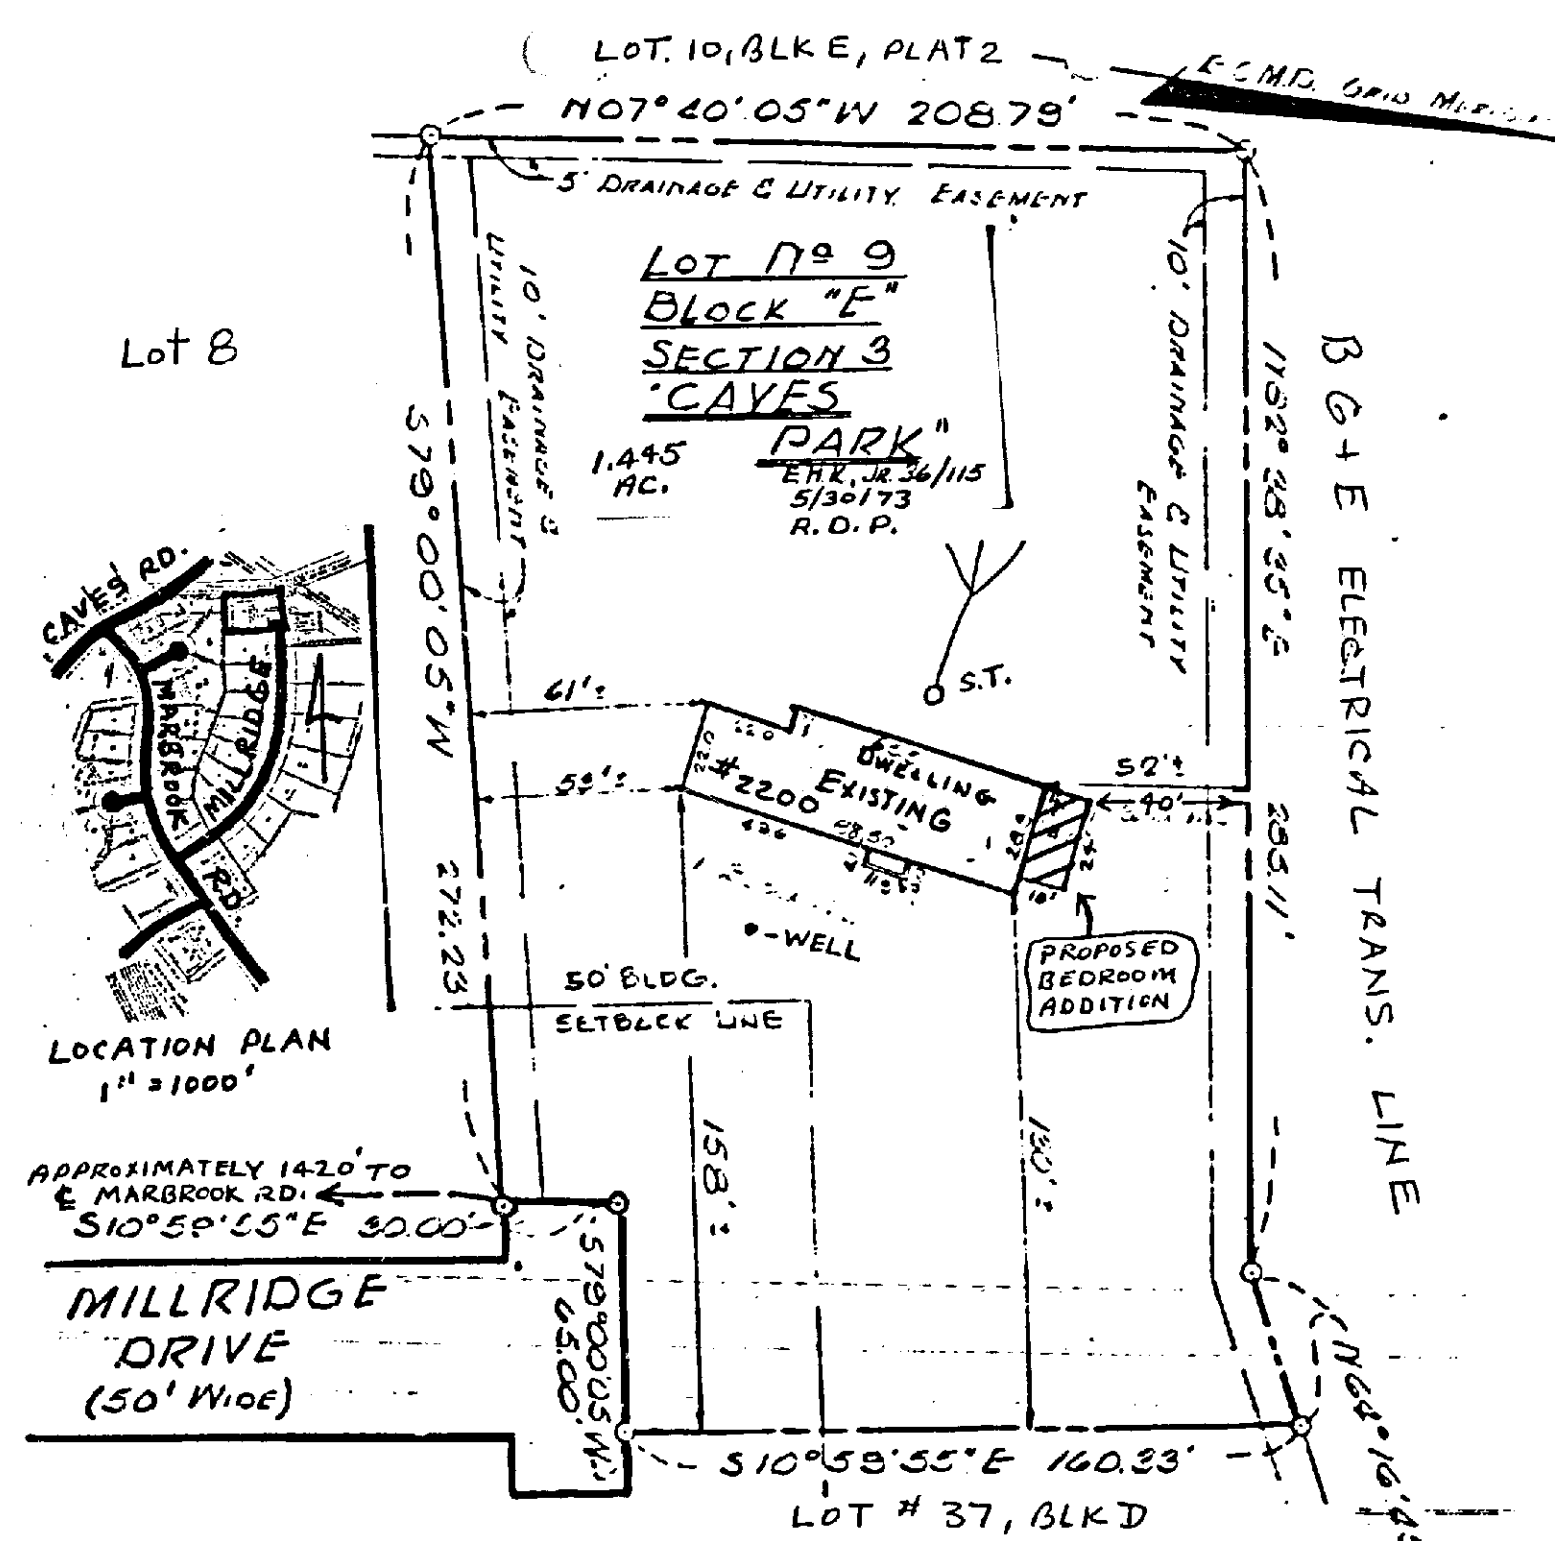 LOT. 10, BLK E, PLAT 2
N07° 40' 05" W 208.79'
5' DRAINAGE & UTILITY EASEMENT
LOT Nº 9
BLOCK "E"
SECTION 3
"CAVES
PARK"
1.445
AC.
E.H.K., JR. 36/115
5/30/73
R.D.P.
Lot 8
10' DRAINAGE &
UTILITY EASEMENT
S79° 00' 05" W
272.23
10' DRAINAGE & UTILITY
EASEMENT
285.11'
BG+E ELECTRICAL TRANS. LINE
CAVES RD.
MARBROOK
RD
MILLRIDGE
LOCATION PLAN
1" = 1000'
S.T.
61'±
52'±
40'
22.0
DWELLING
EXISTING
#2200
10'
WELL
PROPOSED
BEDROOM
ADDITION
50' BLDG.
SETBACK LINE
158'±
APPROXIMATELY 1420' TO
℄ MARBROOK RD.
30.00'
S79°00'05" W
65.00'
MILLRIDGE
DRIVE
(50' WIDE)
S10° 59' 55" E 160.33'
LOT # 37, BLK D